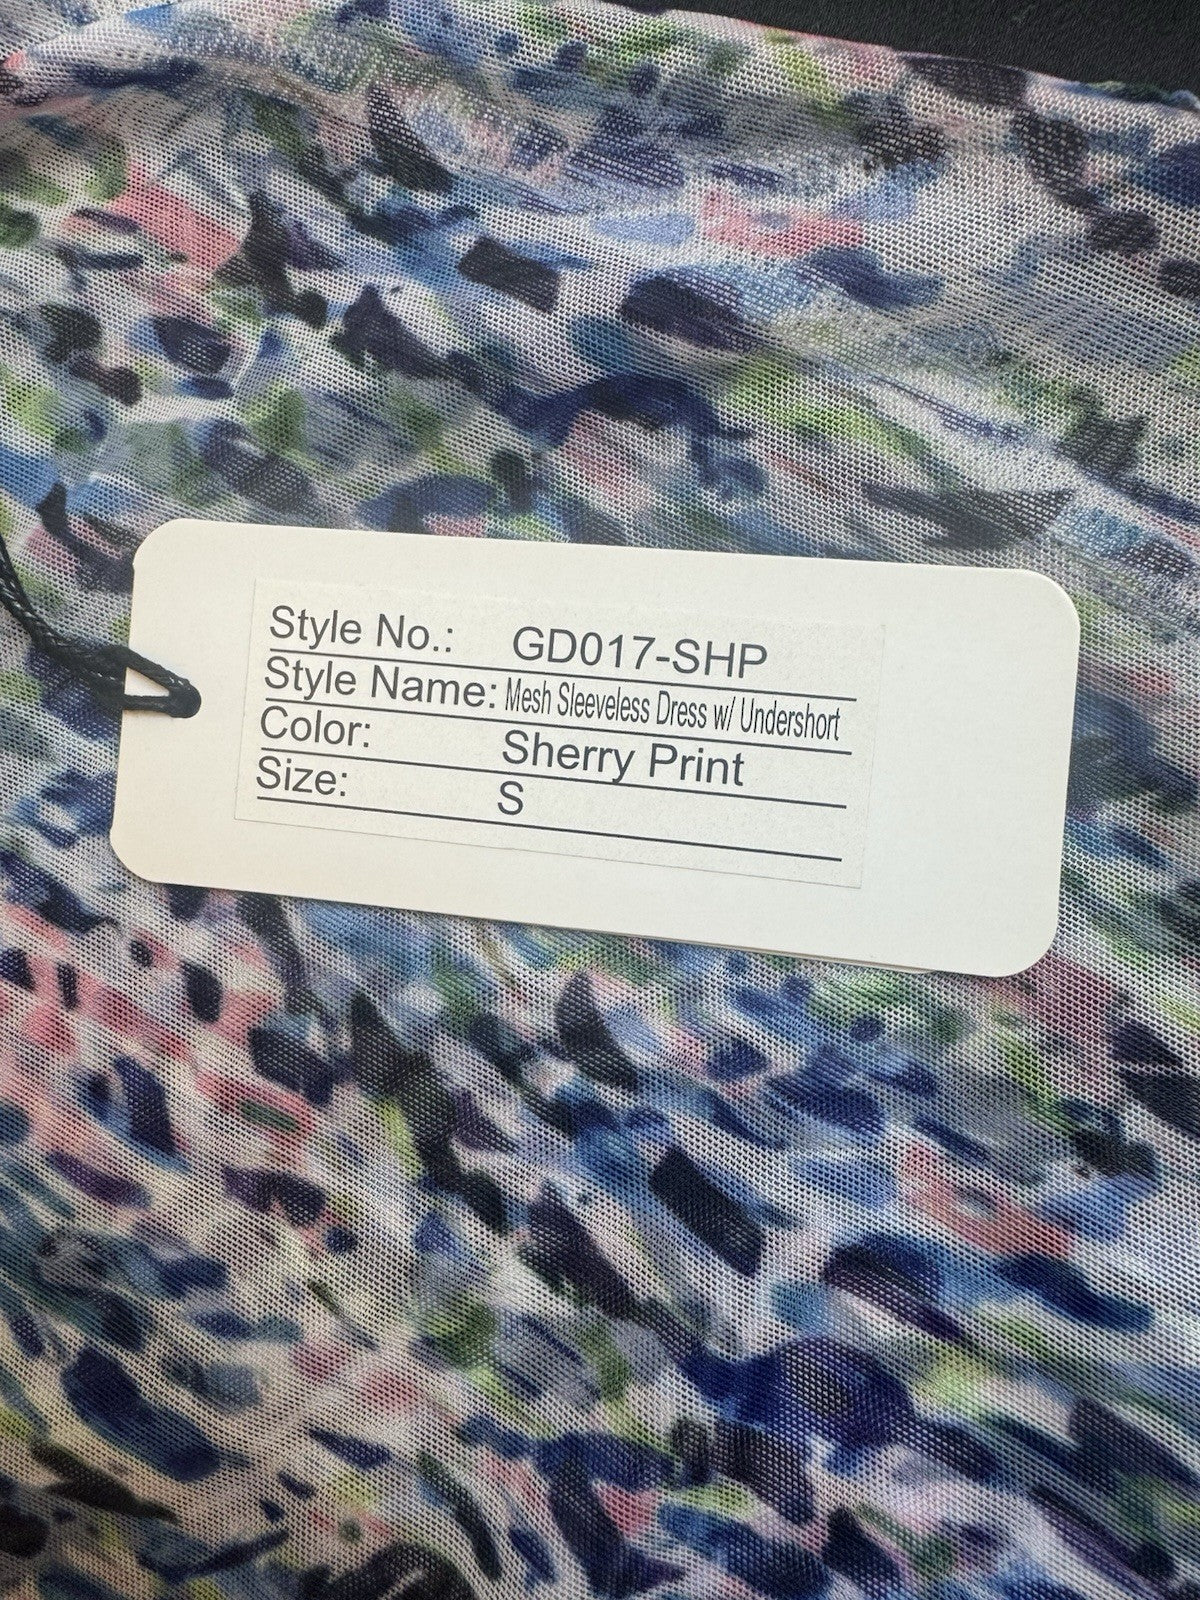 Style No.: GD017-SHP
Style Name: Mesh Sleeveless Dress w/ Undershort
Color: Sherry Print
Size: S